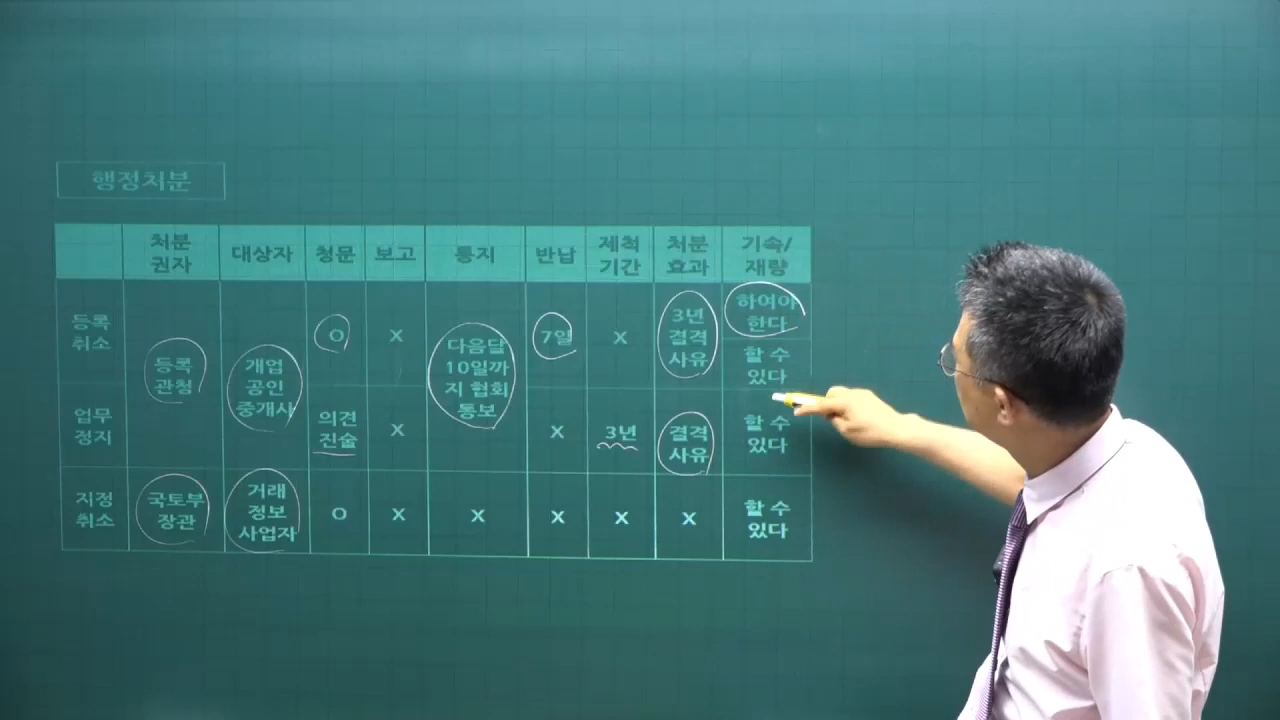 행정처분
처분
권자
대상자
청문
보고
통지
반납
제척
기간
처분
효과
기속/
재량
등록
취소
등록
관청
개업
공인
중개사
O
X
다음달
10일까
지 협회
통보
7일
X
3년
결격
사유
하여야
한다
할 수
있다
업무
정지
의견
진술
X
X
3년
결격
사유
할 수
있다
지정
취소
국토부
장관
거래
정보
사업자
O
X
X
X
X
X
할 수
있다